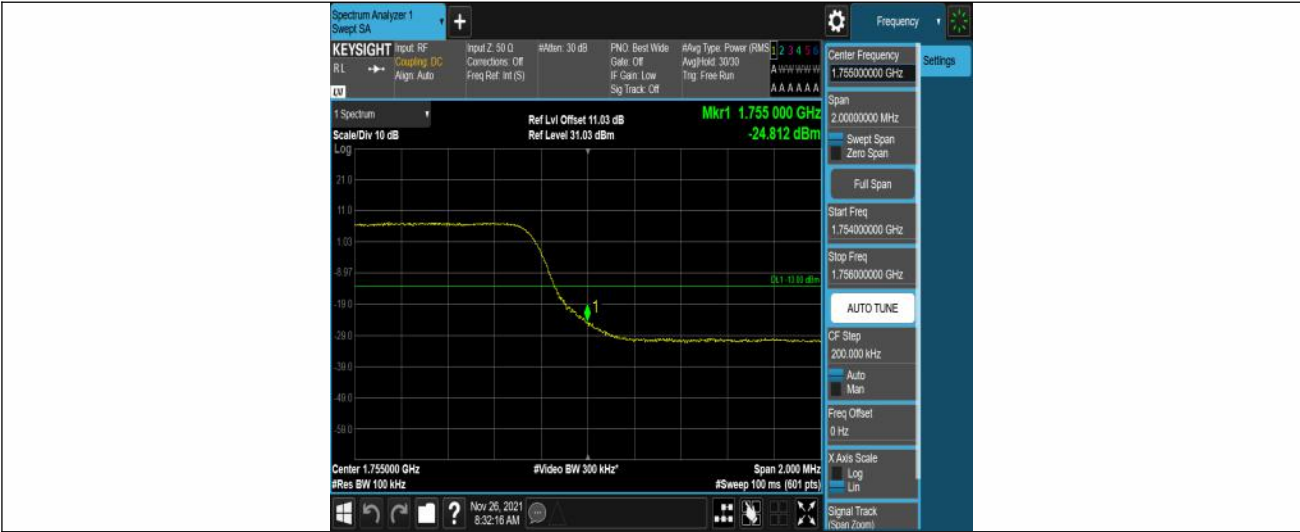 Spectrum Analyzer 1
Swept SA
+
Frequency
KEYSIGHT
RL
Input: RF
Coupling: DC
Align: Auto
Input Z: 50 Ω
Corrections: Off
Freq Ref: Int (S)
#Atten: 30 dB
PNO: Best Wide
Gate: Off
IF Gain: Low
Sig Track: Off
#Avg Type: Power (RMS
Avg|Hold: 30/30
Trig: Free Run
1 2 3 4 5 6
A W W W W W
A A A A A A
LV
1 Spectrum
Scale/Div 10 dB
Log
Ref Lvl Offset 11.03 dB
Ref Level 31.03 dBm
Mkr1 1.755 000 GHz
-24.812 dBm
21.0
11.0
1.03
-8.97
-19.0
-29.0
-39.0
-49.0
-59.0
DL1 -13.00 dBm
1
Center 1.755000 GHz
#Res BW 100 kHz
#Video BW 300 kHz*
Span 2.000 MHz
#Sweep 100 ms (601 pts)
Nov 26, 2021
8:32:16 AM
?
Center Frequency
1.755000000 GHz
Settings
Span
2.00000000 MHz
Swept Span
Zero Span
Full Span
Start Freq
1.754000000 GHz
Stop Freq
1.756000000 GHz
AUTO TUNE
CF Step
200.000 kHz
Auto
Man
Freq Offset
0 Hz
X Axis Scale
Log
Lin
Signal Track
(Span Zoom)